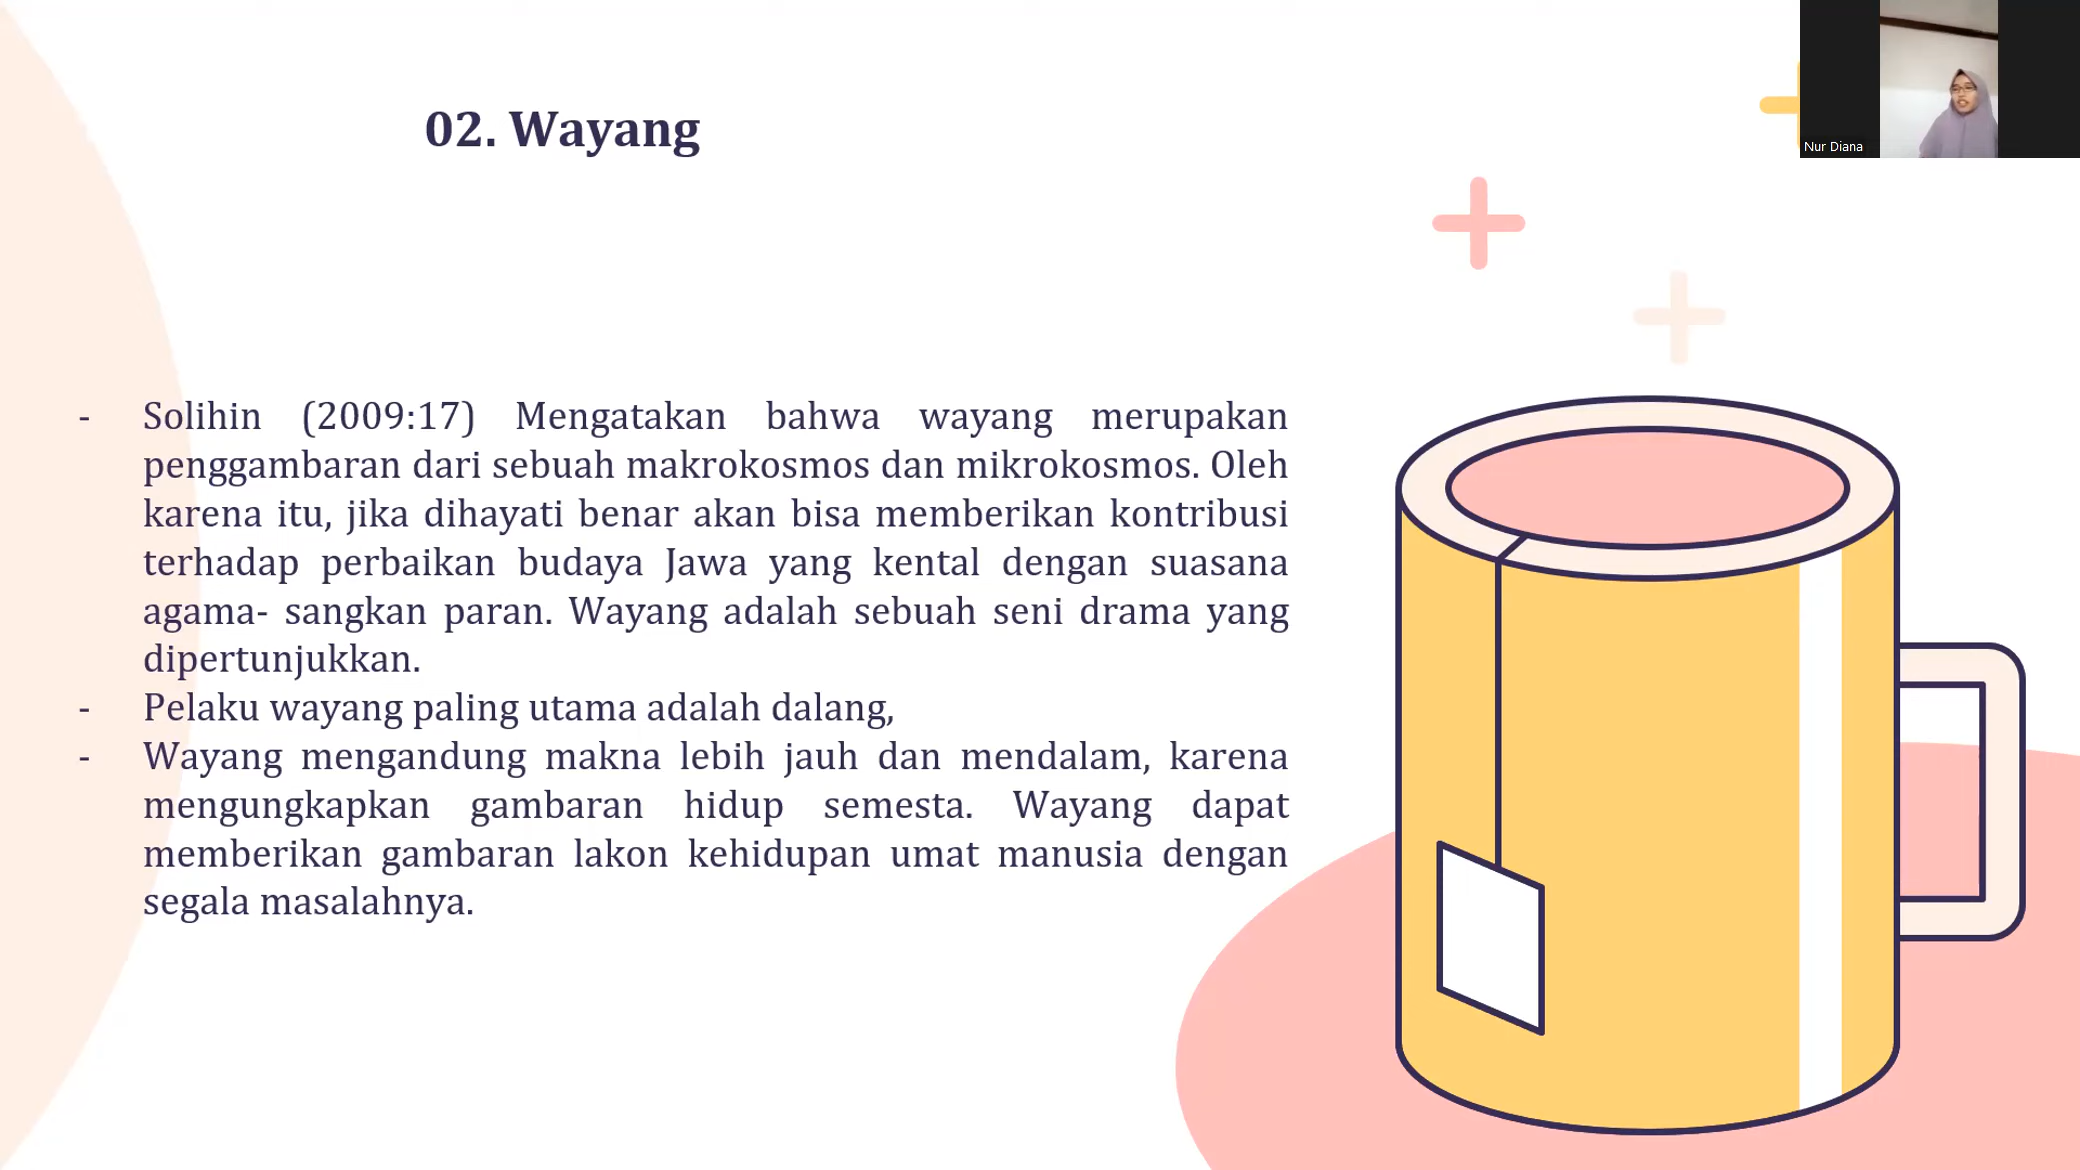 02. Wayang
Nur Diana
- Solihin (2009:17) Mengatakan bahwa wayang merupakan
penggambaran dari sebuah makrokosmos dan mikrokosmos. Oleh
karena itu, jika dihayati benar akan bisa memberikan kontribusi
terhadap perbaikan budaya Jawa yang kental dengan suasana
agama- sangkan paran. Wayang adalah sebuah seni drama yang
dipertunjukkan.
- Pelaku wayang paling utama adalah dalang,
- Wayang mengandung makna lebih jauh dan mendalam, karena
mengungkapkan gambaran hidup semesta. Wayang dapat
memberikan gambaran lakon kehidupan umat manusia dengan
segala masalahnya.